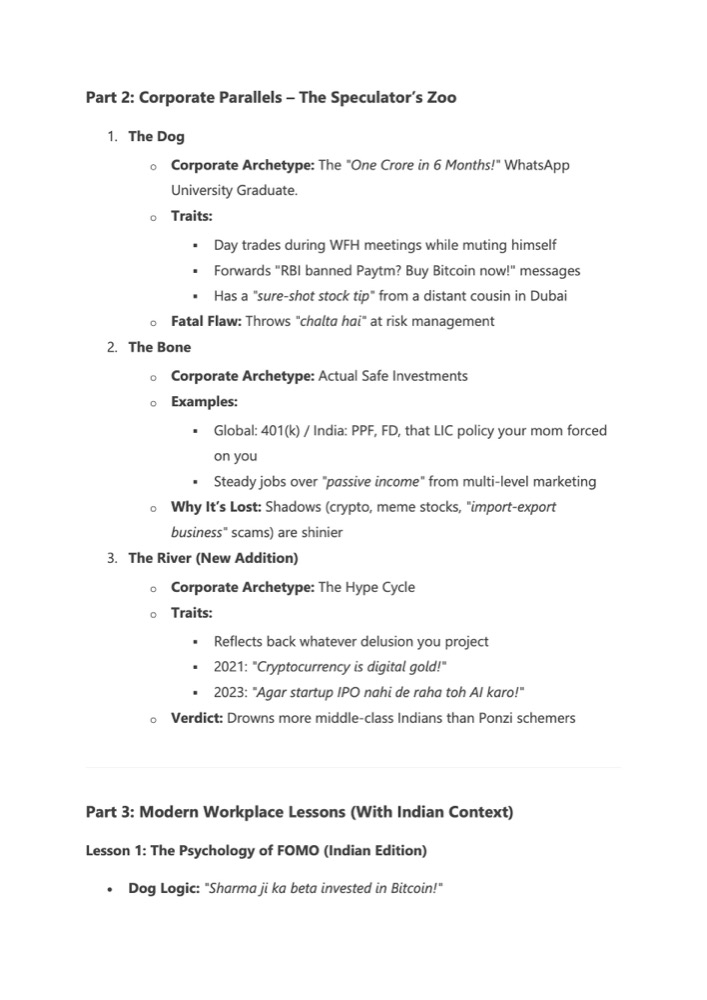 Part 2: Corporate Parallels – The Speculator's Zoo
1. The Dog
○ Corporate Archetype: The "One Crore in 6 Months!" WhatsApp
University Graduate.
○ Traits:
▪ Day trades during WFH meetings while muting himself
▪ Forwards "RBI banned Paytm? Buy Bitcoin now!" messages
▪ Has a "sure-shot stock tip" from a distant cousin in Dubai
○ Fatal Flaw: Throws "chalta hai" at risk management
2. The Bone
○ Corporate Archetype: Actual Safe Investments
○ Examples:
▪ Global: 401(k) / India: PPF, FD, that LIC policy your mom forced
on you
▪ Steady jobs over "passive income" from multi-level marketing
○ Why It's Lost: Shadows (crypto, meme stocks, "import-export
business" scams) are shinier
3. The River (New Addition)
○ Corporate Archetype: The Hype Cycle
○ Traits:
▪ Reflects back whatever delusion you project
▪ 2021: "Cryptocurrency is digital gold!"
▪ 2023: "Agar startup IPO nahi de raha toh AI karo!"
○ Verdict: Drowns more middle-class Indians than Ponzi schemers
Part 3: Modern Workplace Lessons (With Indian Context)
Lesson 1: The Psychology of FOMO (Indian Edition)
• Dog Logic: "Sharma ji ka beta invested in Bitcoin!"